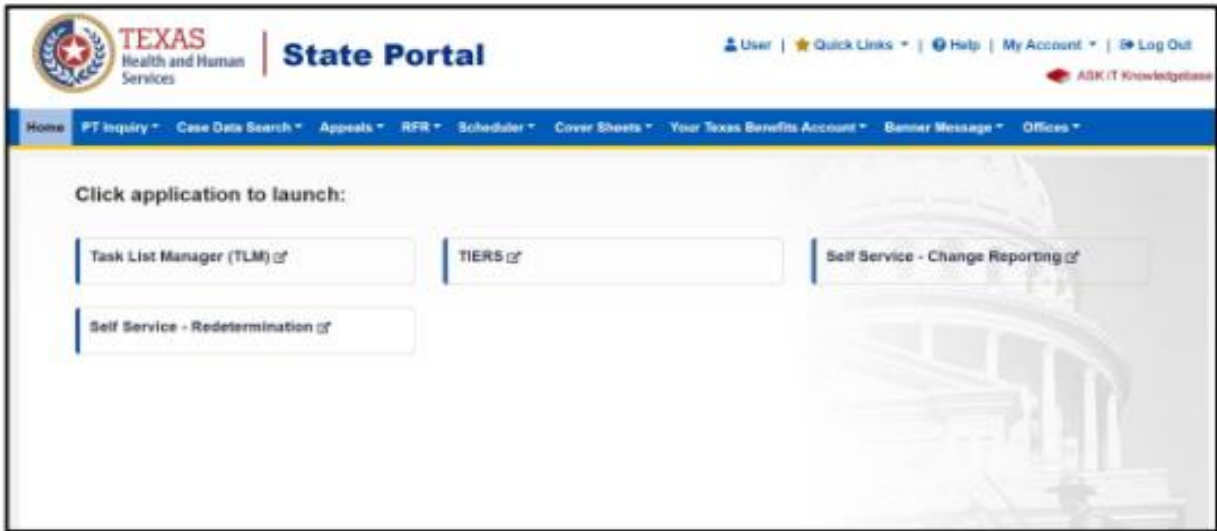 TEXAS
Health and Human
Services
State Portal
User | Quick Links | Help | My Account | Log Out
ASK iT Knowledgebase
Home PT Inquiry Case Data Search Appeals RFR Scheduler Cover Sheets Your Texas Benefits Account Banner Message Offices
Click application to launch:
Task List Manager (TLM) TIERS Self Service - Change Reporting
Self Service - Redetermination